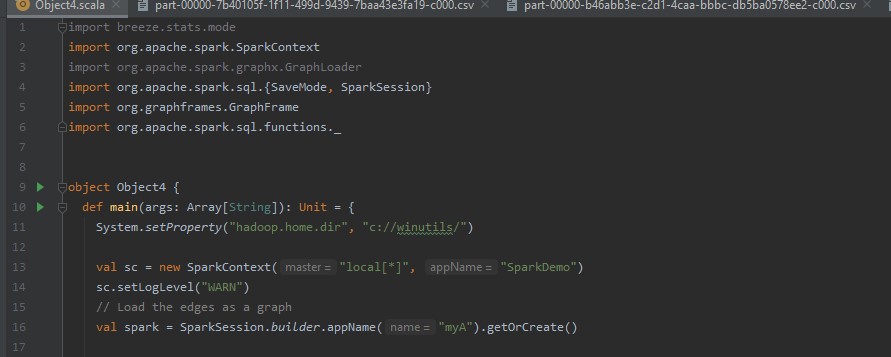 Object4.scala part-00000-7b40105f-1f11-499d-9439-7baa43e3fa19-c000.csv part-00000-b46abb3e-c2d1-4caa-bbbc-db5ba0578ee2-c000.csv
1 import breeze.stats.mode
2 import org.apache.spark.SparkContext
3 import org.apache.spark.graphx.GraphLoader
4 import org.apache.spark.sql.{SaveMode, SparkSession}
5 import org.graphframes.GraphFrame
6 import org.apache.spark.sql.functions._
7
8
9 object Object4 {
10 def main(args: Array[String]): Unit = {
11 System.setProperty("hadoop.home.dir", "c://winutils/")
12
13 val sc = new SparkContext( master = "local[*]", appName = "SparkDemo")
14 sc.setLogLevel("WARN")
15 // Load the edges as a graph
16 val spark = SparkSession.builder.appName( name = "myA").getOrCreate()
17